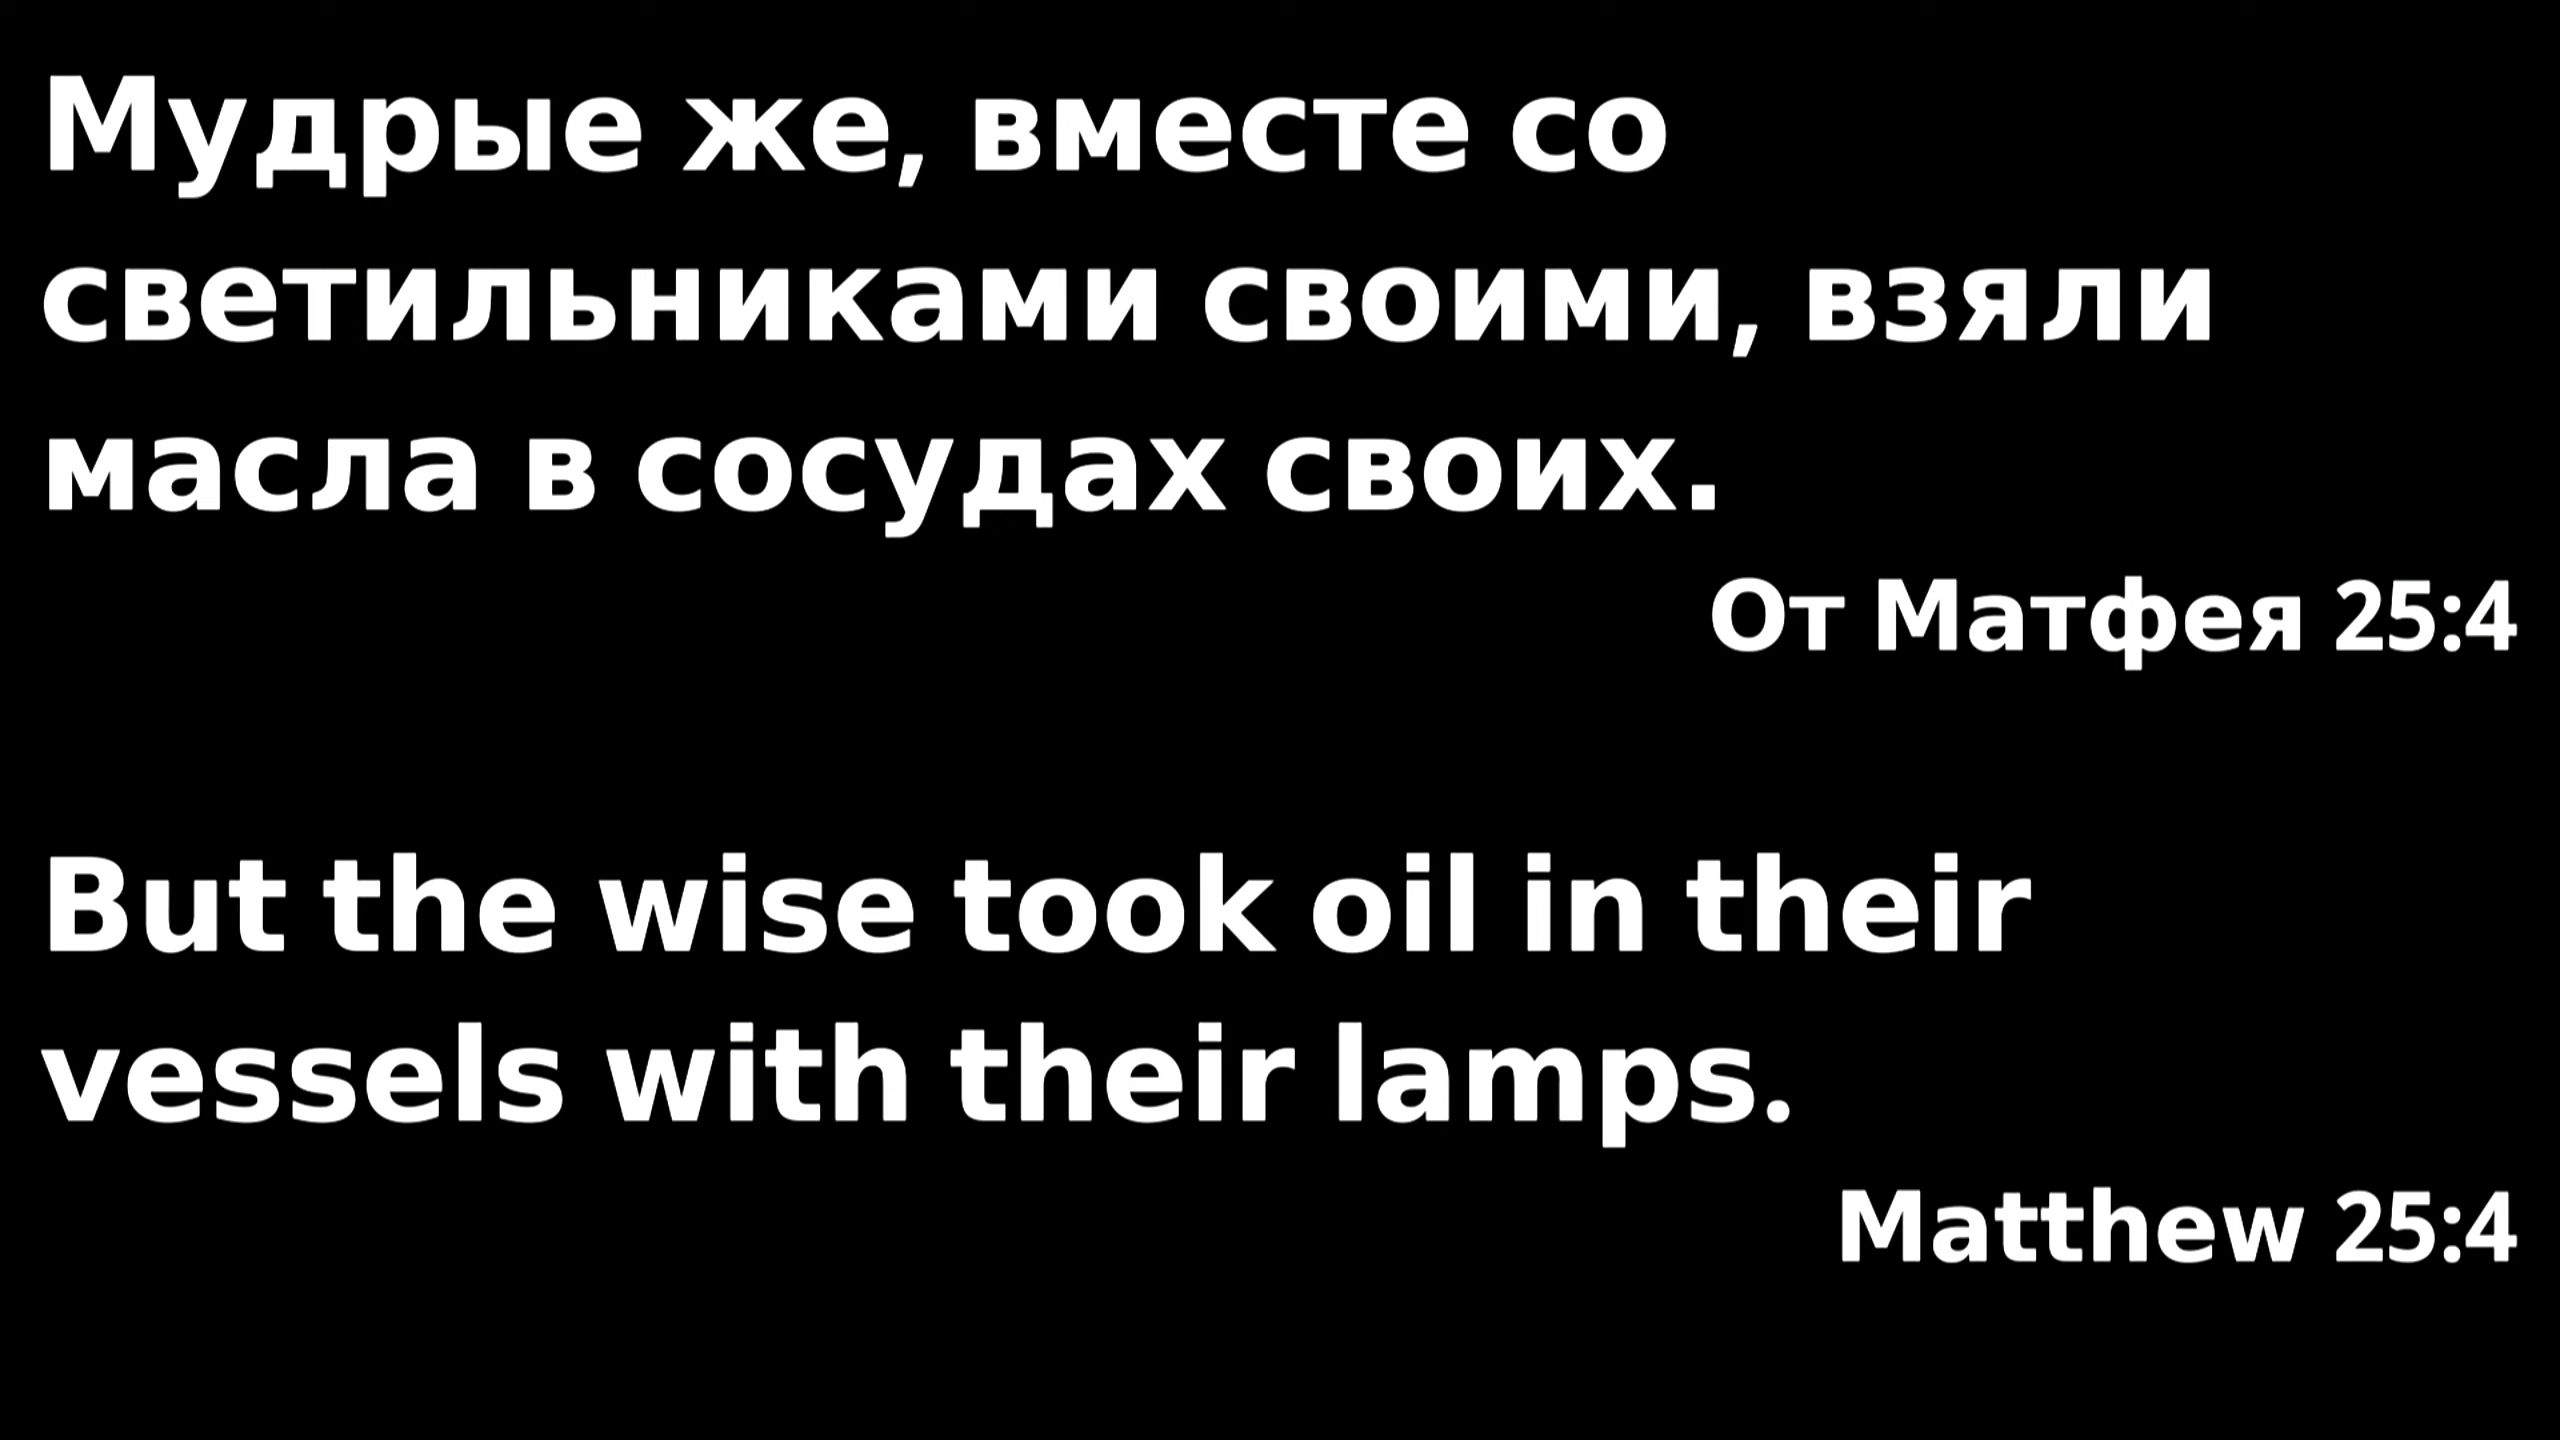 Мудрые же, вместе со
светильниками своими, взяли
масла в сосудах своих.
От Матфея 25:4
But the wise took oil in their
vessels with their lamps.
Matthew 25:4